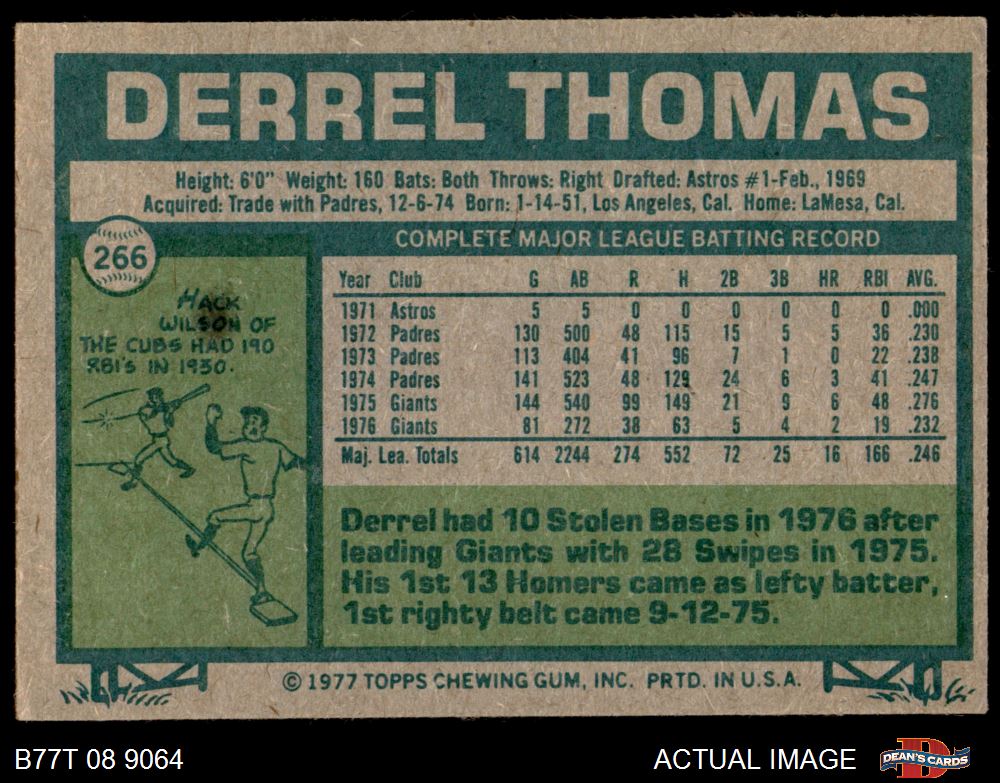 DERREL THOMAS
Height: 6'0" Weight: 160 Bats: Both Throws: Right Drafted: Astros #1-Feb., 1969
Acquired: Trade with Padres, 12-6-74 Born: 1-14-51, Los Angeles, Cal. Home: LaMesa, Cal.
266
HACK
WILSON OF
THE CUBS HAD 190
RBI'S IN 1930.
COMPLETE MAJOR LEAGUE BATTING RECORD
Year Club G AB R H 2B 3B HR RBI AVG.
1971 Astros 5 5 0 0 0 0 0 0 .000
1972 Padres 130 500 48 115 15 5 5 36 .230
1973 Padres 113 404 41 96 7 1 0 22 .238
1974 Padres 141 523 48 129 24 6 3 41 .247
1975 Giants 144 540 99 149 21 9 6 48 .276
1976 Giants 81 272 38 63 5 4 2 19 .232
Maj. Lea. Totals 614 2244 274 552 72 25 16 166 .246
Derrel had 10 Stolen Bases in 1976 after
leading Giants with 28 Swipes in 1975.
His 1st 13 Homers came as lefty batter,
1st righty belt came 9-12-75.
© 1977 TOPPS CHEWING GUM, INC. PRTD. IN U.S.A.
B77T 08 9064
ACTUAL IMAGE
DEAN'S CARDS